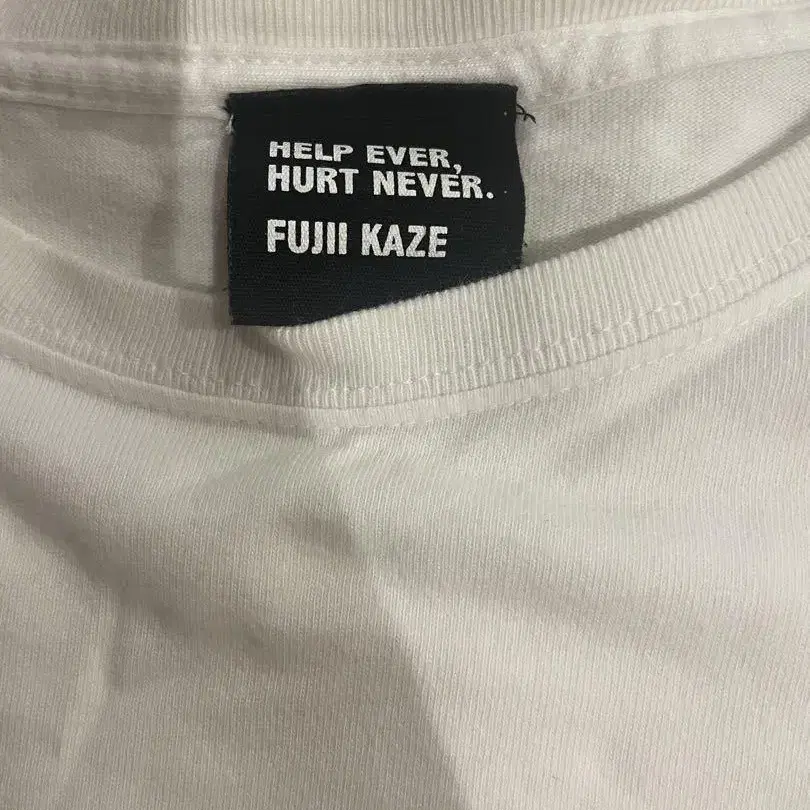 HELP EVER,
HURT NEVER.
FUJII KAZE